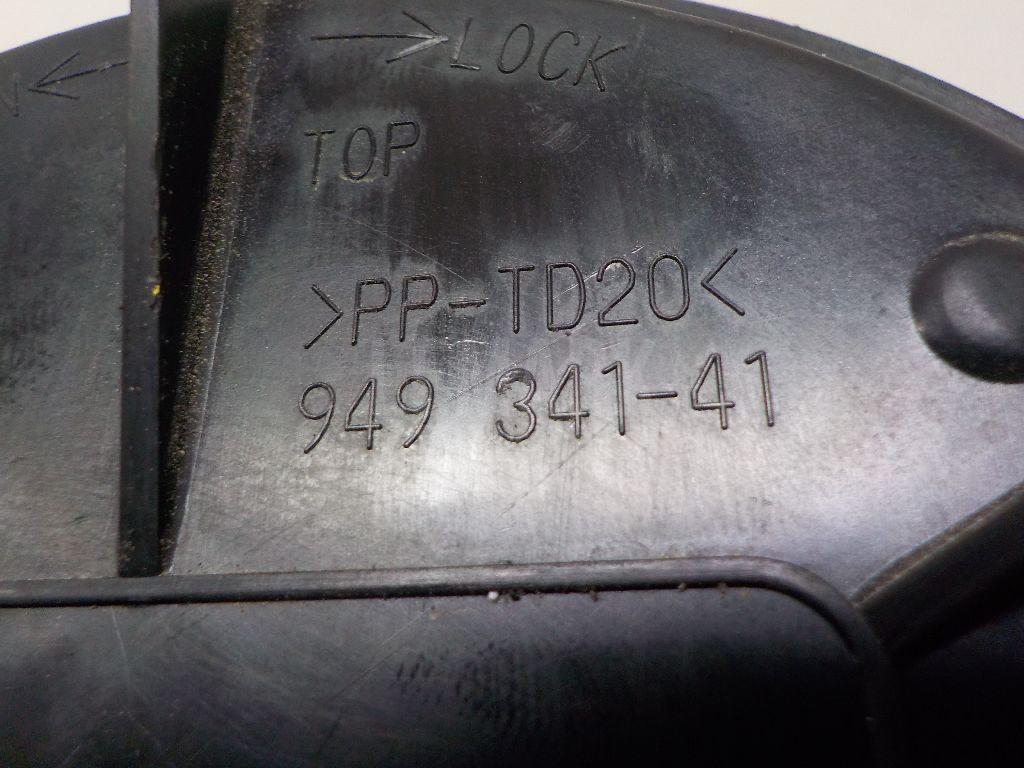 LOCK
TOP
>PP-TD20<
949 341-41